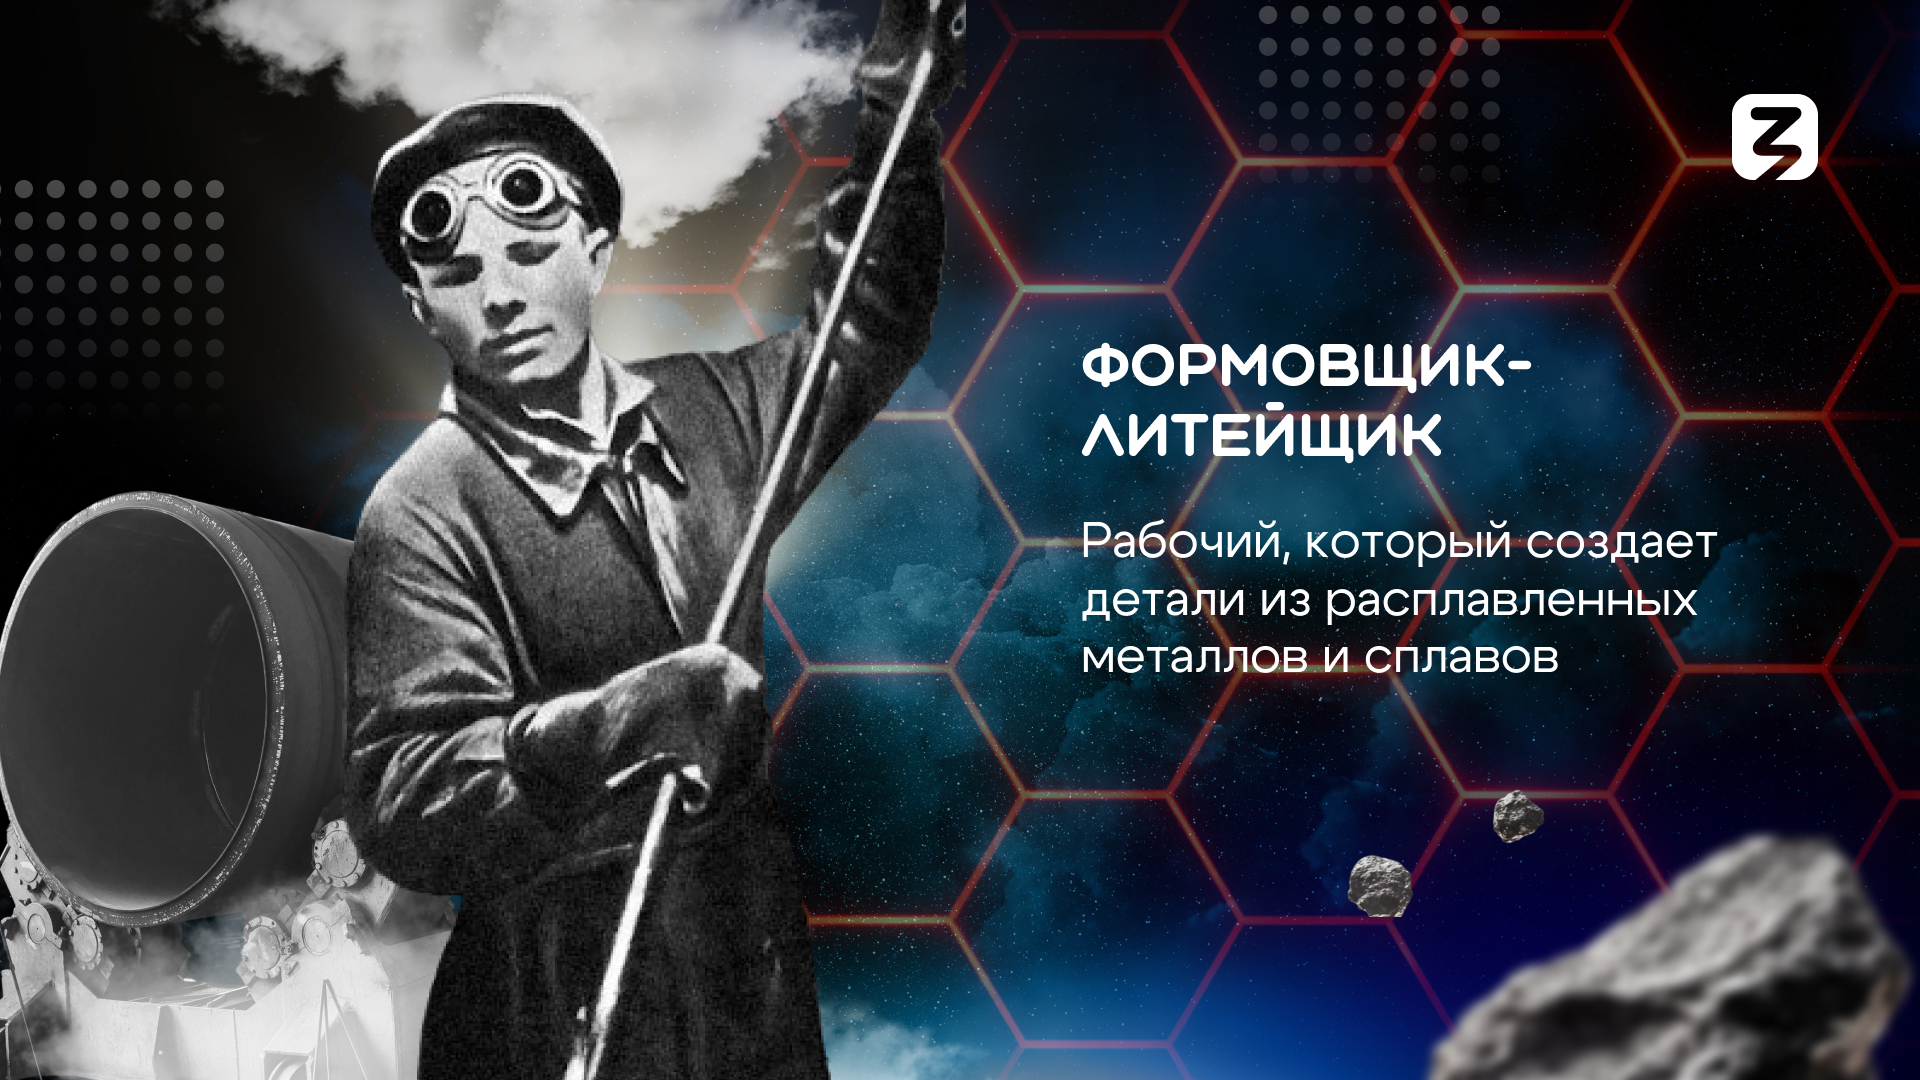 ФОРМОВЩИК-
ЛИТЕЙЩИК
Рабочий, который создает
детали из расплавленных
металлов и сплавов